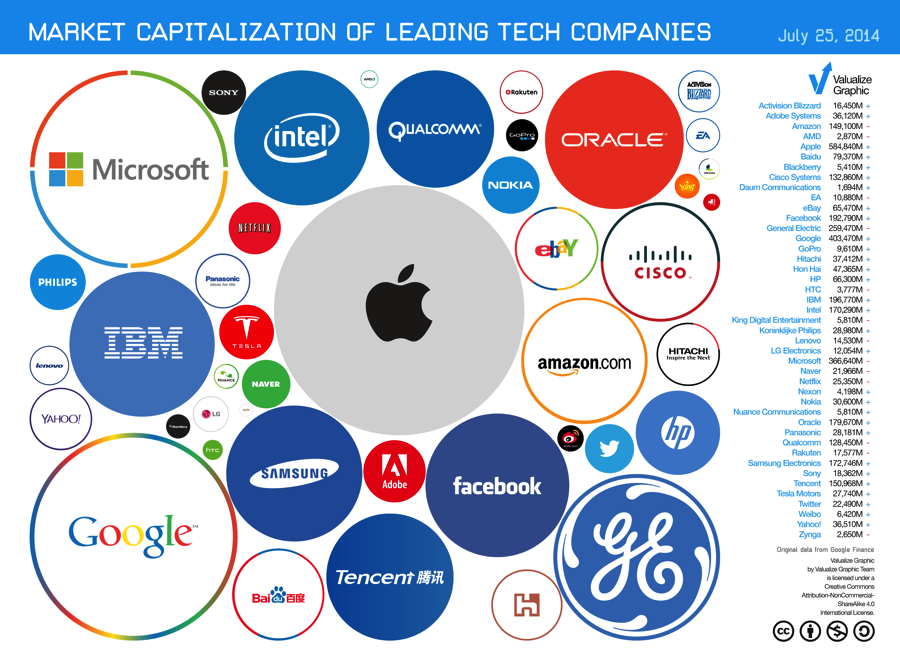 MARKET CAPITALIZATION OF LEADING TECH COMPANIES
July 25, 2014
Microsoft
SONY
intel
AMD
QUALCOMM
Rakuten
GoPro
NOKIA
ORACLE
ACTIVISION
BLIZZARD
EA
NETFLIX
ebay
CISCO
PHILIPS
Panasonic
ideas for life
IBM
TESLA
amazon.com
HITACHI
Inspire the Next
lenovo
NUANCE
NAVER
YAHOO!
LG
BlackBerry
hTC
SAMSUNG
Adobe
facebook
hp
Google™
Bai du 百度
Tencent 腾讯
GE
Valualize
Graphic
Activision Blizzard 16,450M +
Adobe Systems 36,120M +
Amazon 149,100M -
AMD 2,870M -
Apple 584,840M +
Baidu 79,370M +
Blackberry 5,410M +
Cisco Systems 132,860M +
Daum Communications 1,694M +
EA 10,880M -
eBay 65,470M +
Facebook 192,790M +
General Electric 259,470M -
Google 403,470M +
GoPro 9,610M +
Hitachi 37,412M +
Hon Hai 47,365M +
HP 66,300M +
HTC 3,777M -
IBM 196,770M +
Intel 170,290M +
King Digital Entertainment 5,810M -
Koninklijke Philips 28,980M +
Lenovo 14,530M -
LG Electronics 12,054M +
Microsoft 366,640M -
Naver 21,966M -
Netflix 25,350M -
Nexon 4,198M +
Nokia 30,600M +
Nuance Communications 5,810M +
Oracle 179,670M +
Panasonic 28,181M +
Qualcomm 128,450M -
Rakuten 17,577M -
Samsung Electronics 172,746M +
Sony 18,362M +
Tencent 150,968M +
Tesla Motors 27,740M +
Twitter 22,490M +
Weibo 6,420M +
Yahoo! 36,510M +
Zynga 2,650M -
Original data from Google Finance
Valualize Graphic
by Valualize Graphic Team
is licensed under a
Creative Commons
Attribution-NonCommercial-
ShareAlike 4.0
International License.
cc